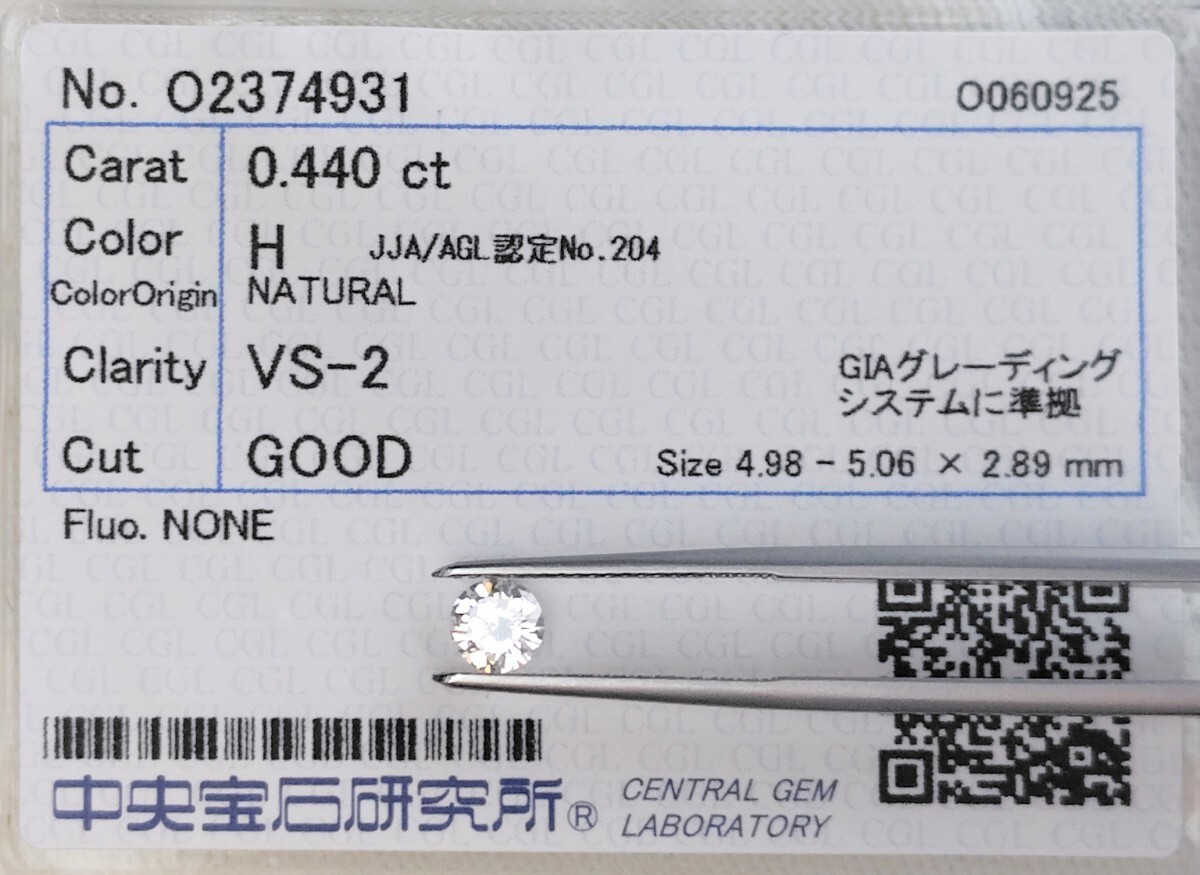 No. O2374931
O060925
Carat 0.440 ct
Color H JJA/AGL認定No.204
ColorOrigin NATURAL
Clarity VS-2
GIAグレーディング
システムに準拠
Cut GOOD
Size 4.98 - 5.06 × 2.89 mm
Fluo. NONE
中央宝石研究所®
CENTRAL GEM
LABORATORY